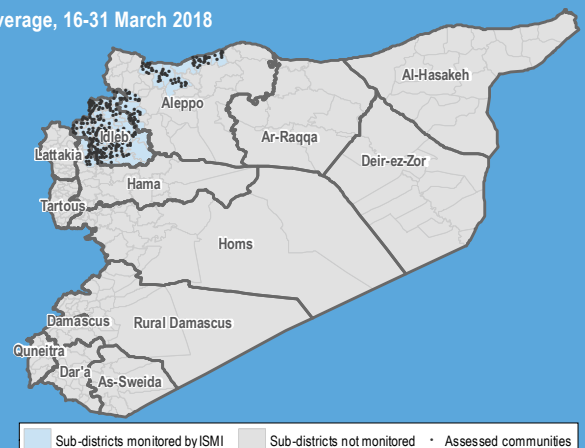 verage, 16-31 March 2018
Al-Hasakeh
Aleppo
Ar-Raqqa
Idleb
Lattakia
Deir-ez-Zor
Hama
Tartous
Homs
Damascus
Rural Damascus
Quneitra
Dar'a
As-Sweida
Sub-districts monitored by ISMI
Sub-districts not monitored
Assessed communities